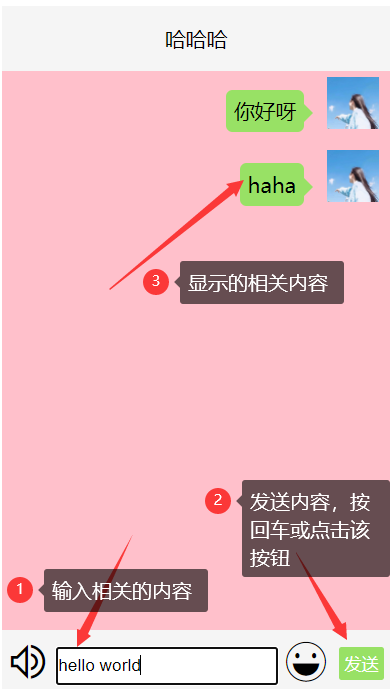 哈哈哈
你好呀
haha
3
显示的相关内容
2
发送内容，按
回车或点击该
按钮
1
输入相关的内容
hello world
发送